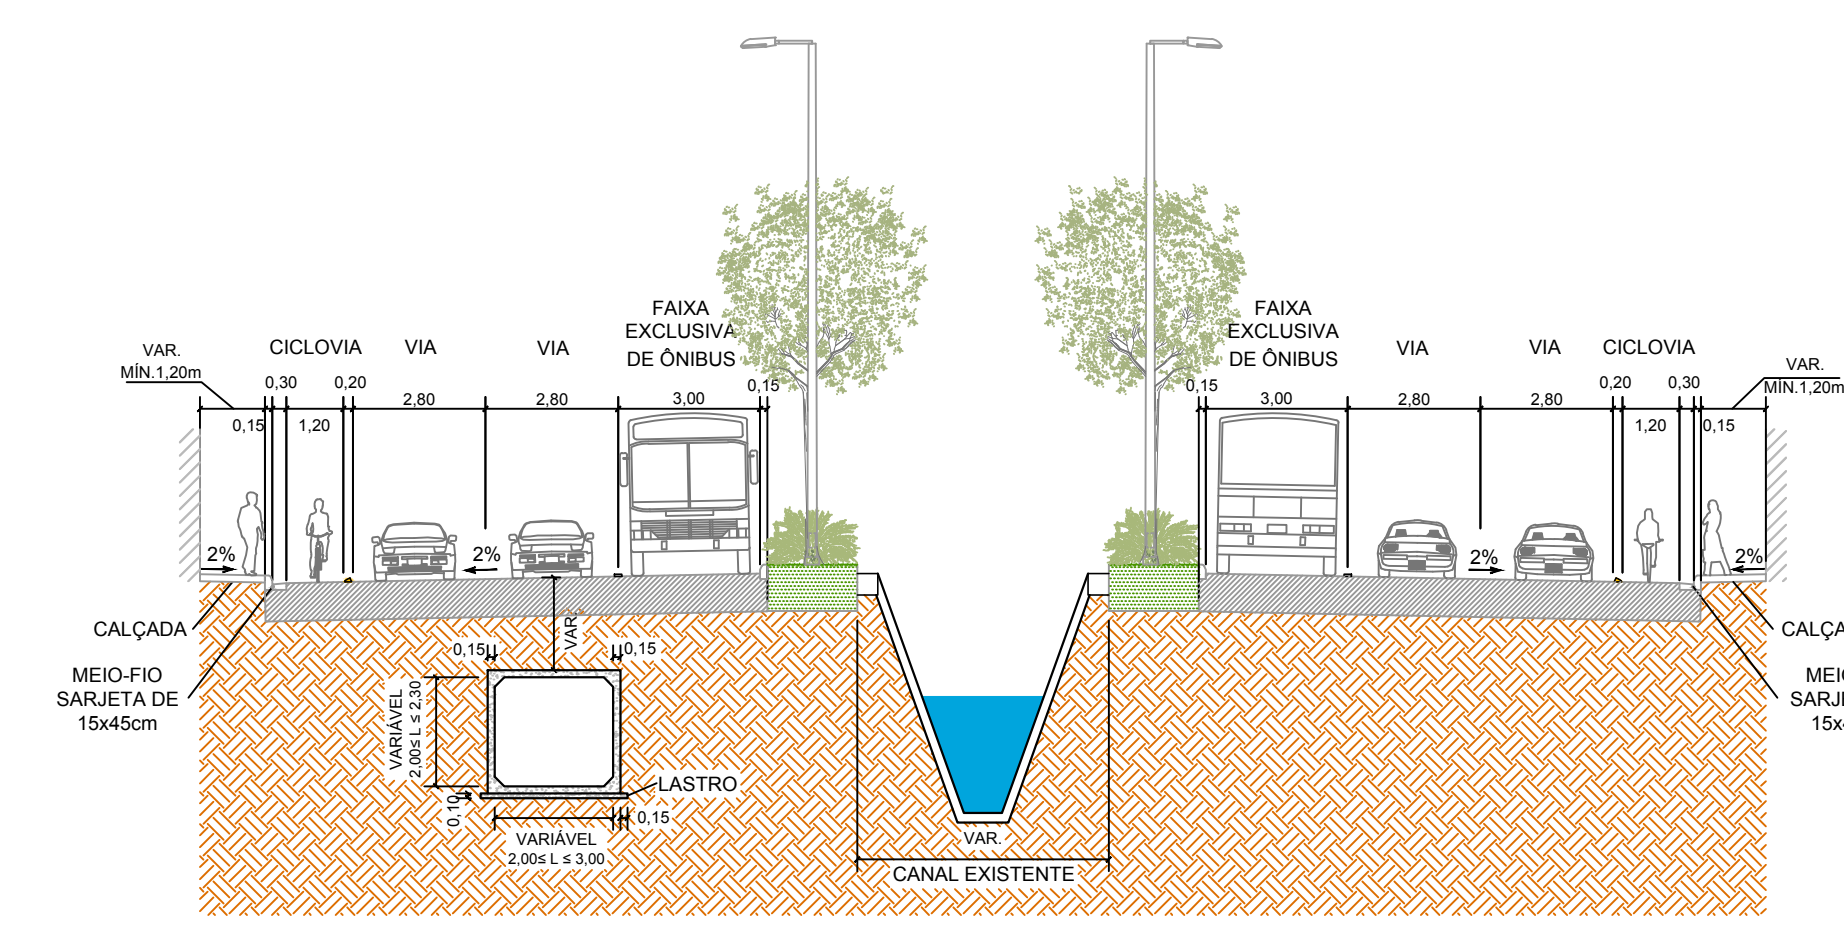 FAIXA
EXCLUSIVA
DE ÔNIBUS
FAIXA
EXCLUSIVA
DE ÔNIBUS
VAR.
MÍN.1,20m
CICLOVIA
VIA
VIA
VIA
VIA
CICLOVIA
VAR.
MÍN.1,20m
0,30
0,20
2,80
2,80
3,00
0,15
0,15
3,00
2,80
2,80
0,20
0,30
0,15
1,20
1,20
0,15
2%
2%
2%
2%
CALÇADA
MEIO-FIO
SARJETA DE
15x45cm
VAR.
0,15
0,15
VARIÁVEL
2,00≤ L ≤ 2,30
0,10
LASTRO
0,15
VARIÁVEL
2,00≤ L ≤ 3,00
VAR.
CANAL EXISTENTE
CALÇA
MEI
SARJ
15x